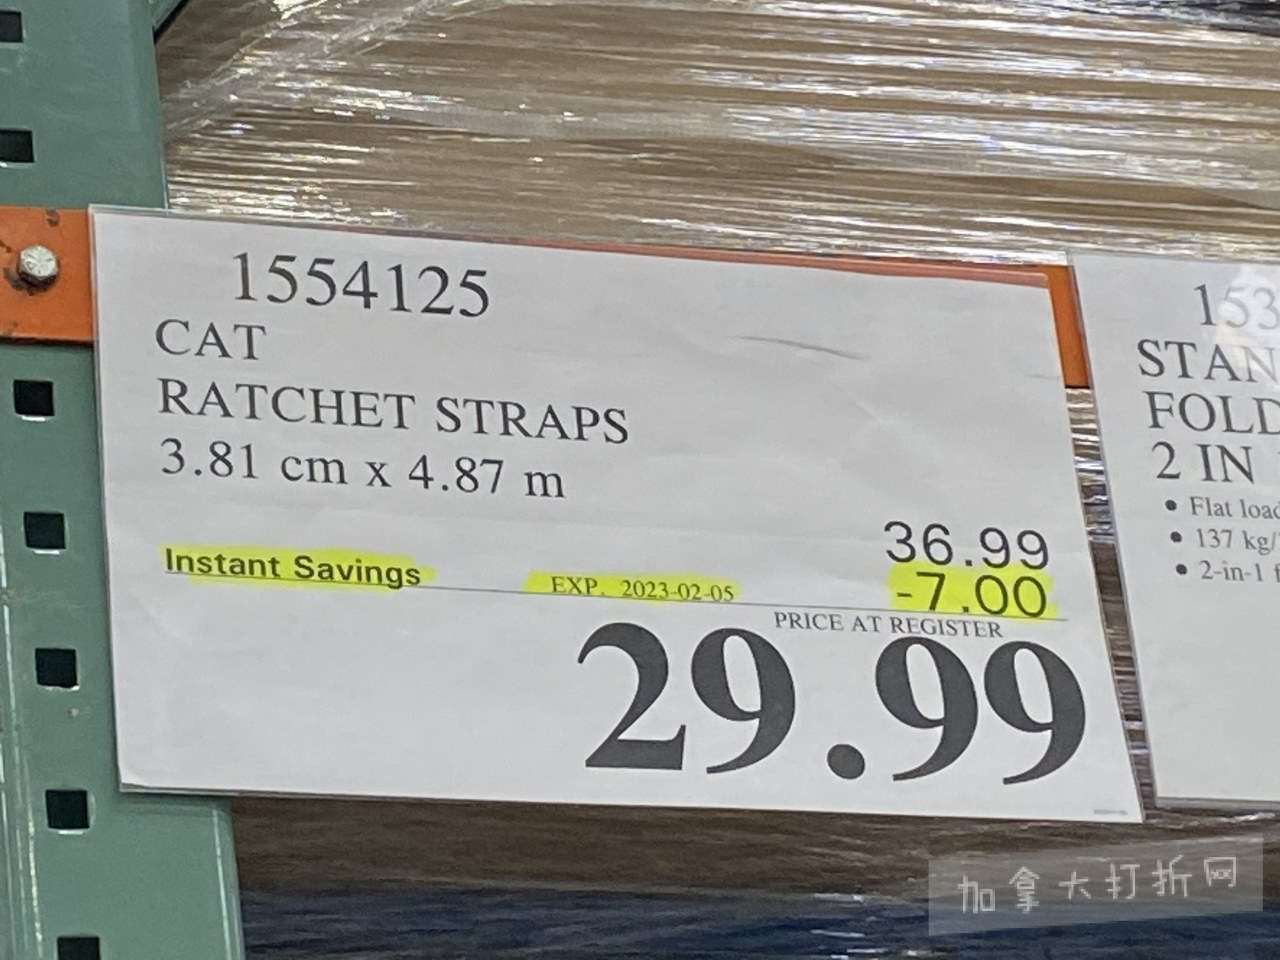 1554125
CAT
RATCHET STRAPS
3.81 cm x 4.87 m
36.99
Instant Savings EXP. 2023-02-05 -7.00
PRICE AT REGISTER
29.99
153
STAN
FOLD
2 IN
• Flat load
• 137 kg/
• 2-in-1 f
加拿大打折网